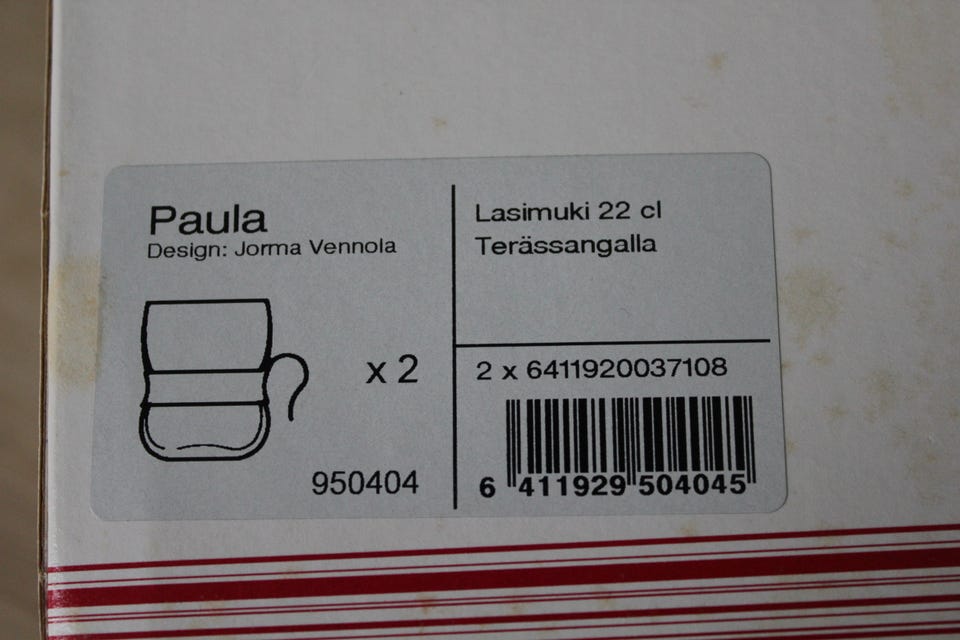 Paula
Design: Jorma Vennola
x 2
950404
Lasimuki 22 cl
Terässangalla
2 x 6411920037108
6 411929 504045